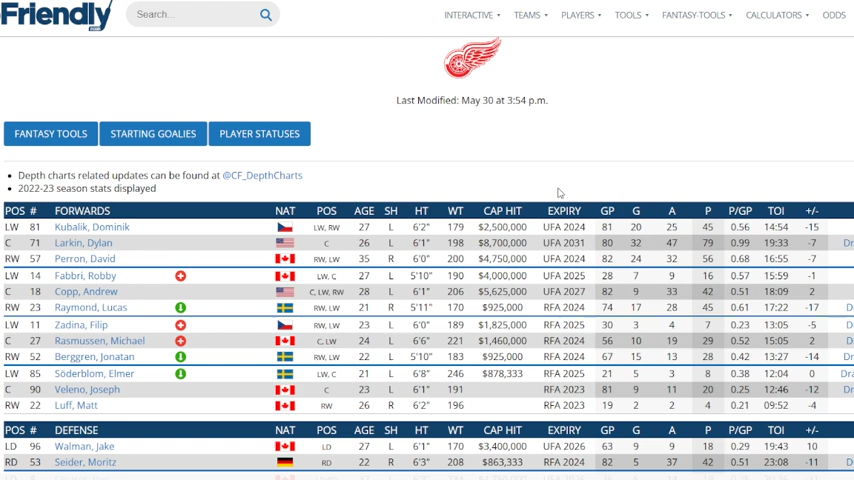 Friendly
Search...
INTERACTIVE TEAMS PLAYERS TOOLS FANTASY-TOOLS CALCULATORS ODDS
Last Modified: May 30 at 3:54 p.m.
FANTASY TOOLS STARTING GOALIES PLAYER STATUSES
Depth charts related updates can be found at @CF_DepthCharts
2022-23 season stats displayed
POS # FORWARDS NAT POS AGE SH HT WT CAP HIT EXPIRY GP G A P P/GP TOI +/-
LW 81 Kubalik, Dominik LW, RW 27 L 6'2" 179 $2,500,000 UFA 2024 81 20 25 45 0.56 14:54 -15
C 71 Larkin, Dylan C 26 L 6'1" 198 $8,700,000 UFA 2031 80 32 47 79 0.99 19:33 -7 Dr
RW 57 Perron, David RW, LW 35 R 6'0" 200 $4,750,000 UFA 2024 82 24 32 56 0.68 16:55 -7
LW 14 Fabbri, Robby LW, C 27 L 5'10" 190 $4,000,000 UFA 2025 28 7 9 16 0.57 15:59 -1
C 18 Copp, Andrew C, LW, RW 28 L 6'1" 206 $5,625,000 UFA 2027 82 9 33 42 0.51 18:09 2
RW 23 Raymond, Lucas RW, LW 21 R 5'11" 170 $925,000 RFA 2024 74 17 28 45 0.61 17:22 -17 D
LW 11 Zadina, Filip RW, LW 23 L 6'0" 189 $1,825,000 RFA 2025 30 3 4 7 0.23 13:05 -5 D
C 27 Rasmussen, Michael C, LW 24 L 6'6" 221 $1,460,000 RFA 2024 56 10 19 29 0.52 15:05 2 D
RW 52 Berggren, Jonatan RW, LW 22 L 5'10" 183 $925,000 RFA 2024 67 15 13 28 0.42 13:27 -14 D
LW 85 Söderblom, Elmer LW, C 21 L 6'8" 246 $878,333 RFA 2025 21 5 3 8 0.38 12:04 0 Dra
C 90 Veleno, Joseph C 23 L 6'1" 191 RFA 2023 81 9 11 20 0.25 12:46 -12 D
RW 22 Luff, Matt RW 26 R 6'2" 196 RFA 2023 19 2 2 4 0.21 09:52 -4
POS # DEFENSE NAT POS AGE SH HT WT CAP HIT EXPIRY GP G A P P/GP TOI +/-
LD 96 Walman, Jake LD 27 L 6'1" 170 $3,400,000 UFA 2026 63 9 9 18 0.29 19:43 10
RD 53 Seider, Moritz RD 22 R 6'3" 208 $863,333 RFA 2024 82 5 37 42 0.51 23:08 -11